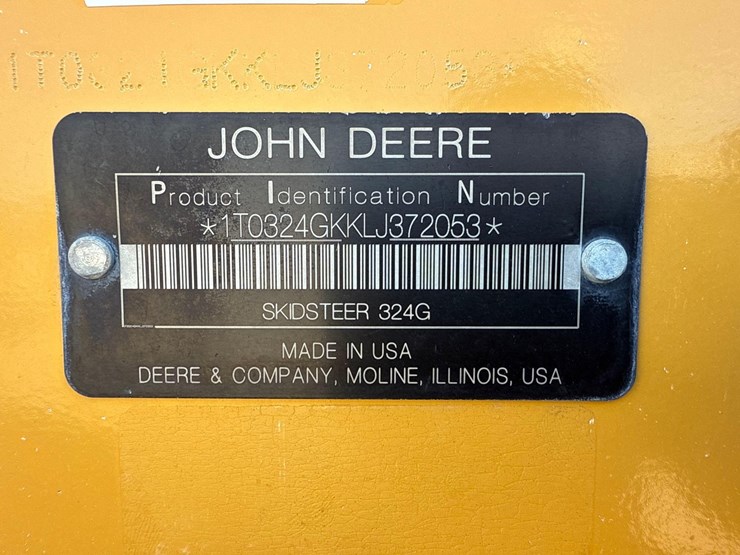 JOHN DEERE
Product Identification Number
*1T0324GKKLJ372053*
SKIDSTEER 324G
MADE IN USA
DEERE & COMPANY, MOLINE, ILLINOIS, USA